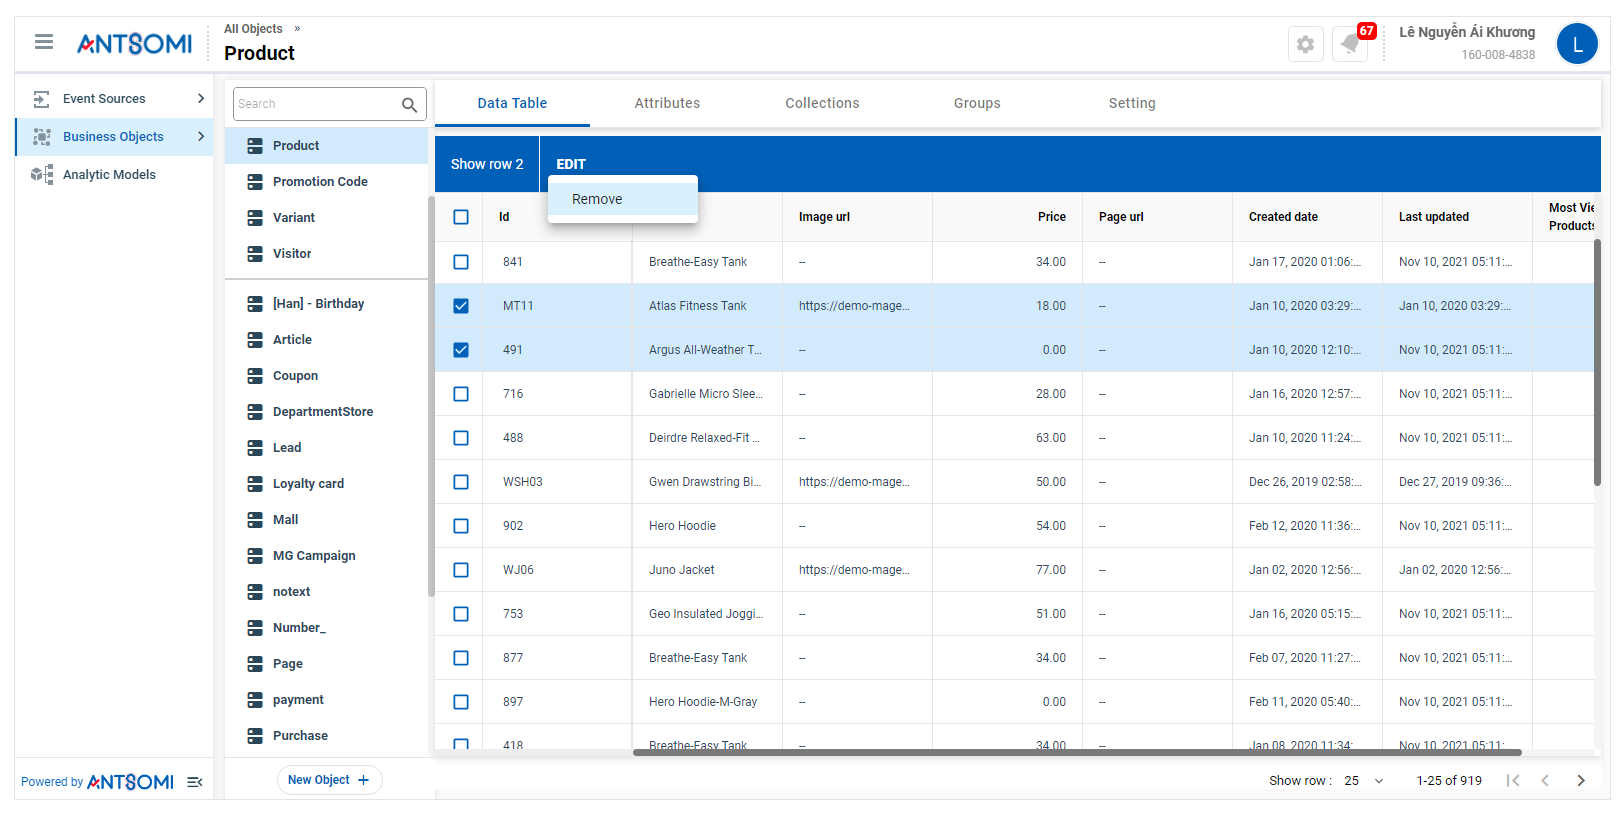 ANTSOMI
All Objects »
Product
67
Lê Nguyễn Ái Khương
160-008-4838
L
Event Sources
Business Objects
Analytic Models
Powered by ANTSOMI
Search
Product
Promotion Code
Variant
Visitor
[Han] - Birthday
Article
Coupon
DepartmentStore
Lead
Loyalty card
Mall
MG Campaign
notext
Number_
Page
payment
Purchase
New Object +
Data Table Attributes Collections Groups Setting
Show row 2 EDIT
Remove
Id Image url Price Page url Created date Last updated Most Vie
Products
841 Breathe-Easy Tank -- 34.00 -- Jan 17, 2020 01:06:... Nov 10, 2021 05:11:...
MT11 Atlas Fitness Tank https://demo-mage... 18.00 -- Jan 10, 2020 03:29:... Jan 10, 2020 03:29:...
491 Argus All-Weather T... -- 0.00 -- Jan 10, 2020 12:10:... Nov 10, 2021 05:11:...
716 Gabrielle Micro Slee... -- 28.00 -- Jan 16, 2020 12:57:... Nov 10, 2021 05:11:...
488 Deirdre Relaxed-Fit ... -- 63.00 -- Jan 10, 2020 11:24:... Nov 10, 2021 05:11:...
WSH03 Gwen Drawstring Bi... https://demo-mage... 50.00 -- Dec 26, 2019 02:58:... Dec 27, 2019 09:36:...
902 Hero Hoodie -- 54.00 -- Feb 12, 2020 11:36:... Nov 10, 2021 05:11:...
WJ06 Juno Jacket https://demo-mage... 77.00 -- Jan 02, 2020 12:56:... Jan 02, 2020 12:56:...
753 Geo Insulated Joggi... -- 51.00 -- Jan 16, 2020 05:15:... Nov 10, 2021 05:11:...
877 Breathe-Easy Tank -- 34.00 -- Feb 07, 2020 11:27:... Nov 10, 2021 05:11:...
897 Hero Hoodie-M-Gray -- 0.00 -- Feb 11, 2020 05:40:... Nov 10, 2021 05:11:...
418 Breathe-Easy Tank -- 34.00 -- Jan 08, 2020 11:34:... Nov 10, 2021 05:11:...
Show row : 25 1-25 of 919